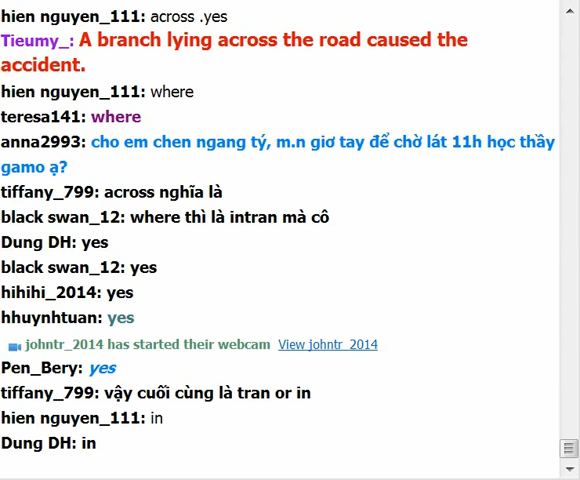 hien nguyen_111: across .yes
Tieumy_: A branch lying across the road caused the
accident.
hien nguyen_111: where
teresa141: where
anna2993: cho em chen ngang tý, m.n giơ tay để chờ lát 11h học thầy
gamo ạ?
tiffany_799: across nghĩa là
black swan_12: where thì là intran mà cô
Dung DH: yes
black swan_12: yes
hihihi_2014: yes
hhuynhtuan: yes
johntr_2014 has started their webcam View johntr_2014
Pen_Bery: yes
tiffany_799: vậy cuối cùng là tran or in
hien nguyen_111: in
Dung DH: in